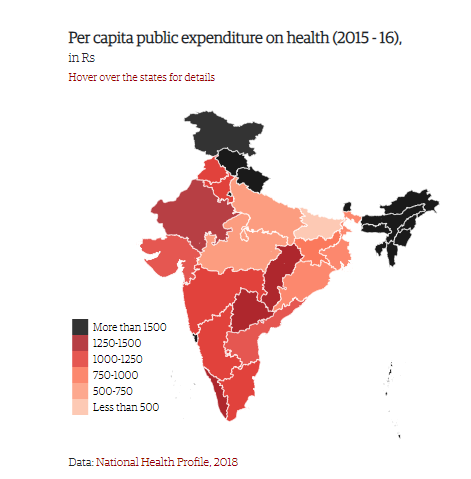 Per capita public expenditure on health (2015 - 16),
in Rs
Hover over the states for details
More than 1500
1250-1500
1000-1250
750-1000
500-750
Less than 500
Data: National Health Profile, 2018